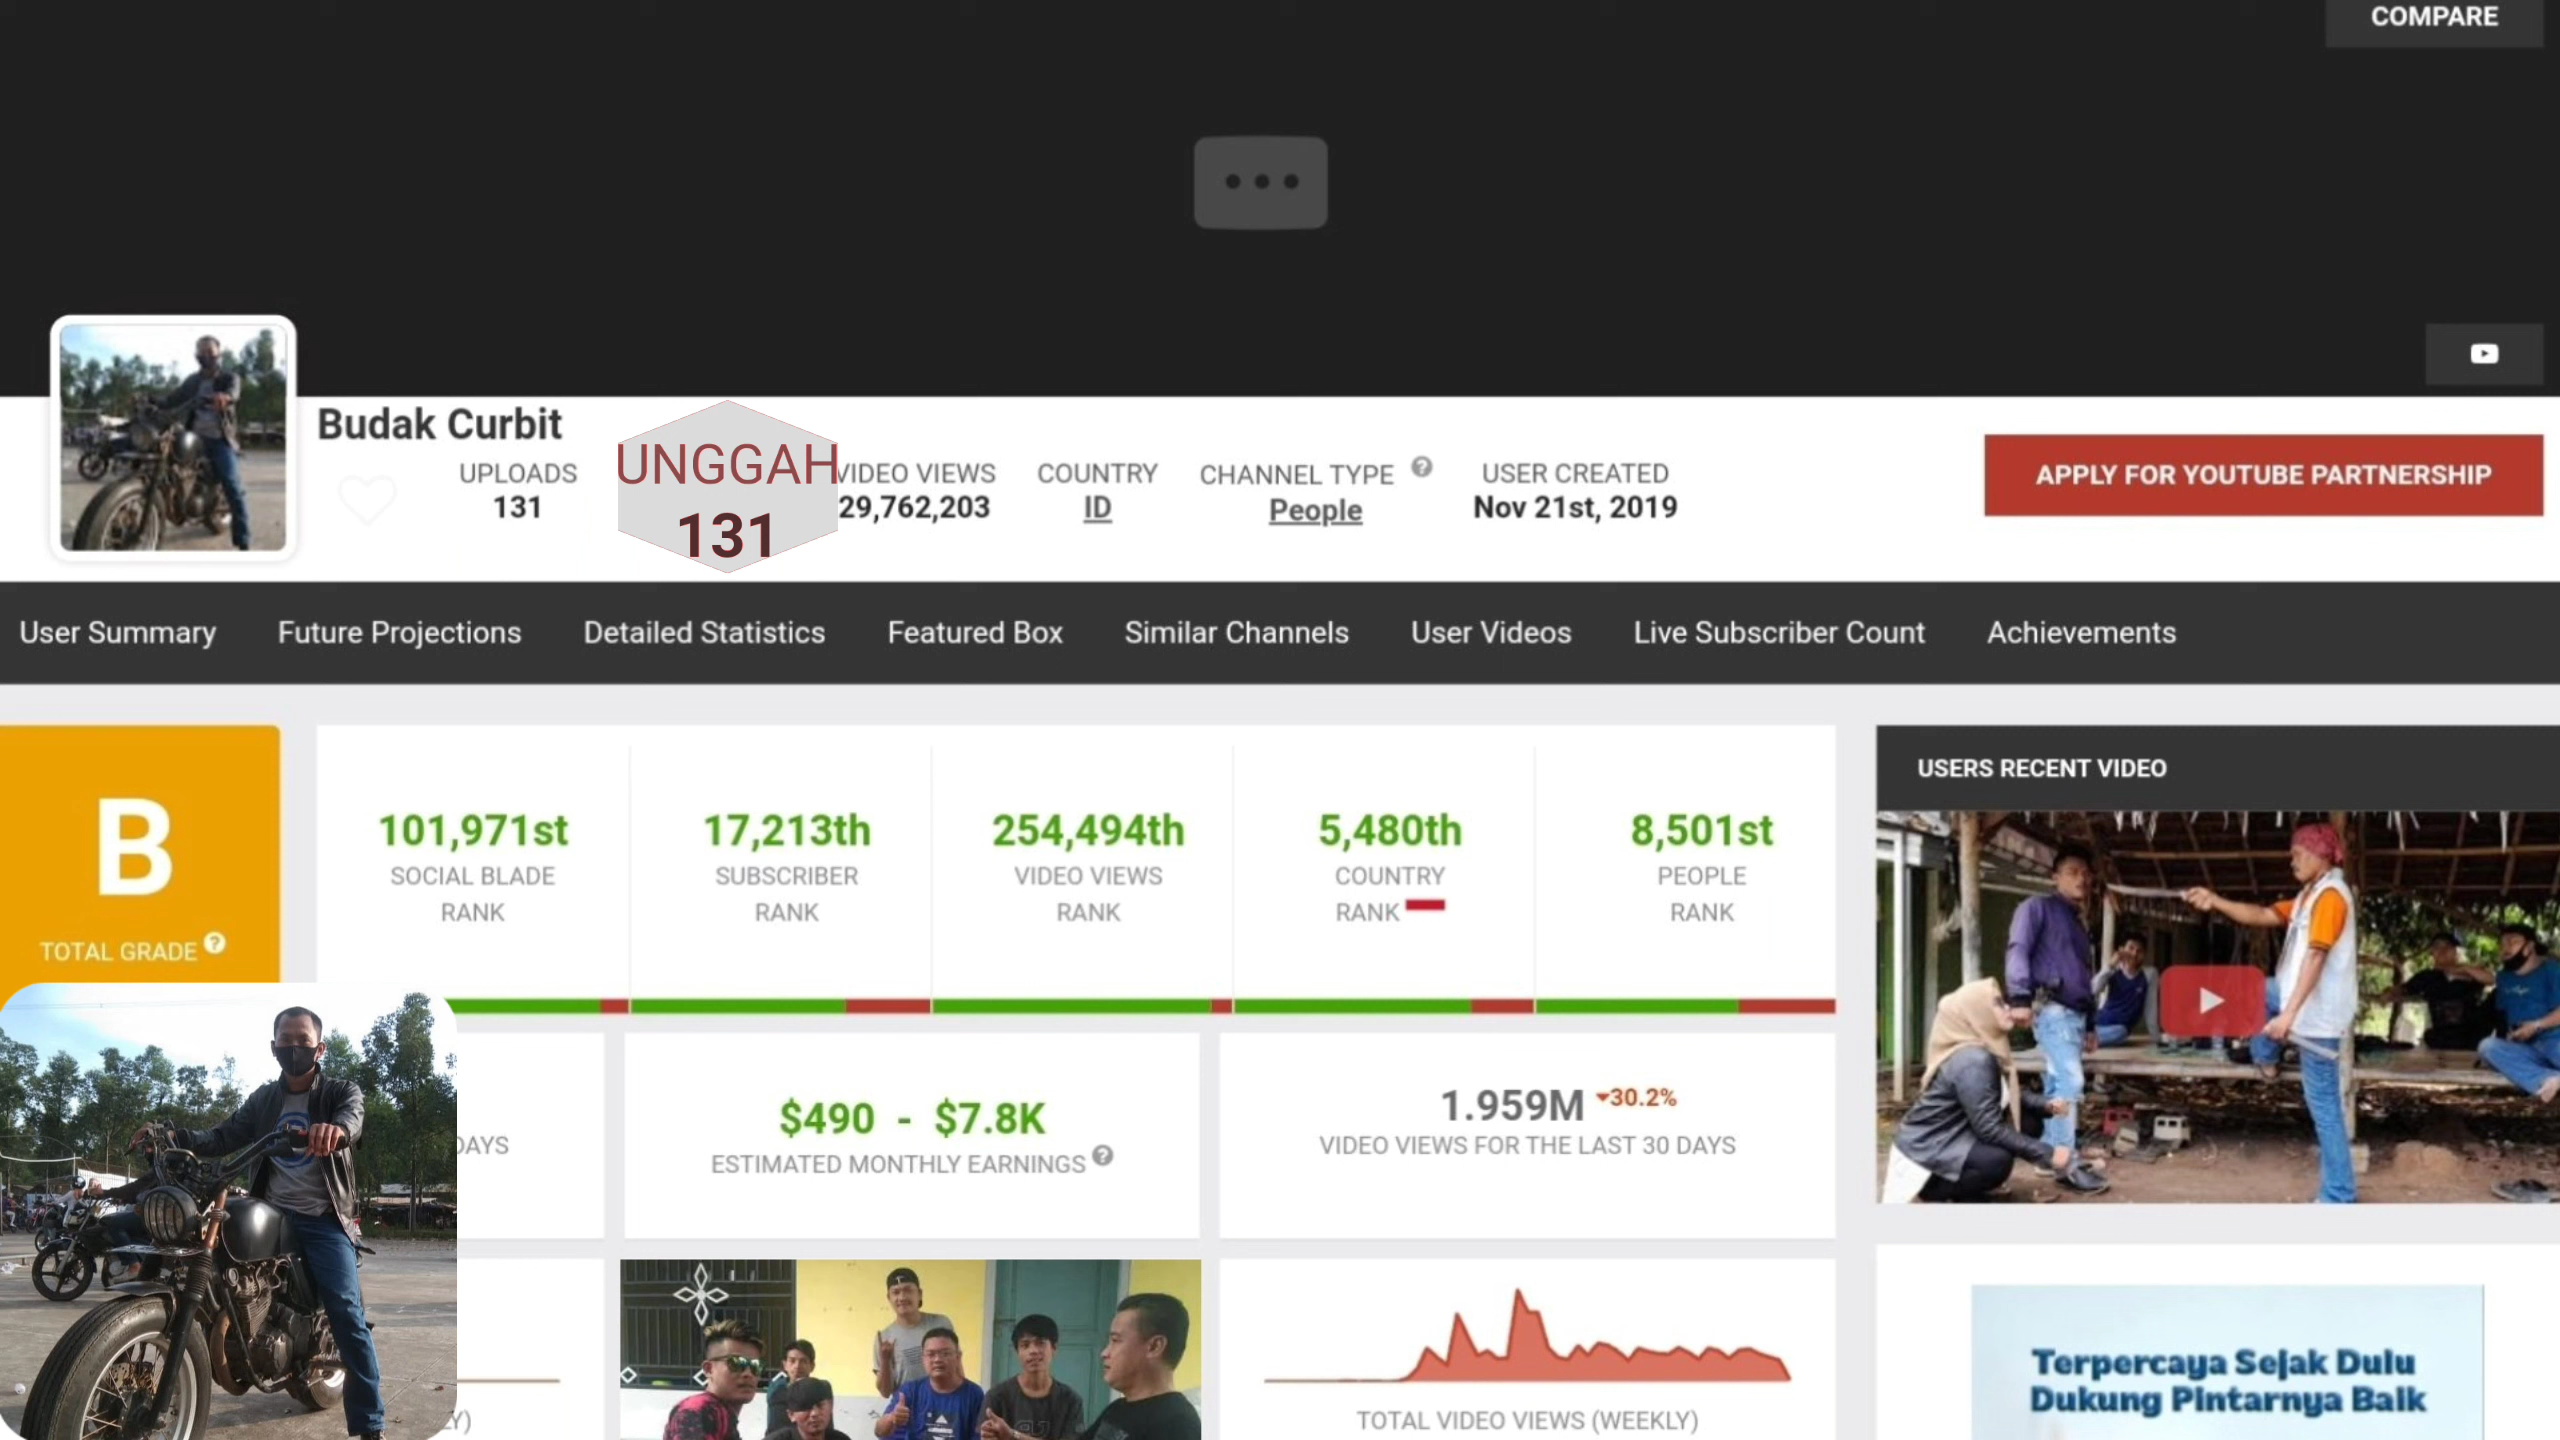 COMPARE
Budak Curbit
UPLOADS
131
UNGGAH
131
VIDEO VIEWS
29,762,203
COUNTRY
ID
CHANNEL TYPE ?
People
USER CREATED
Nov 21st, 2019
APPLY FOR YOUTUBE PARTNERSHIP
User Summary
Future Projections
Detailed Statistics
Featured Box
Similar Channels
User Videos
Live Subscriber Count
Achievements
B
TOTAL GRADE ?
101,971st
SOCIAL BLADE
RANK
17,213th
SUBSCRIBER
RANK
254,494th
VIDEO VIEWS
RANK
5,480th
COUNTRY
RANK
8,501st
PEOPLE
RANK
USERS RECENT VIDEO
DAYS
$490 - $7.8K
ESTIMATED MONTHLY EARNINGS ?
1.959M 30.2%
VIDEO VIEWS FOR THE LAST 30 DAYS
LY)
TOTAL VIDEO VIEWS (WEEKLY)
Terpercaya Sejak Dulu
Dukung Pintarnya Baik